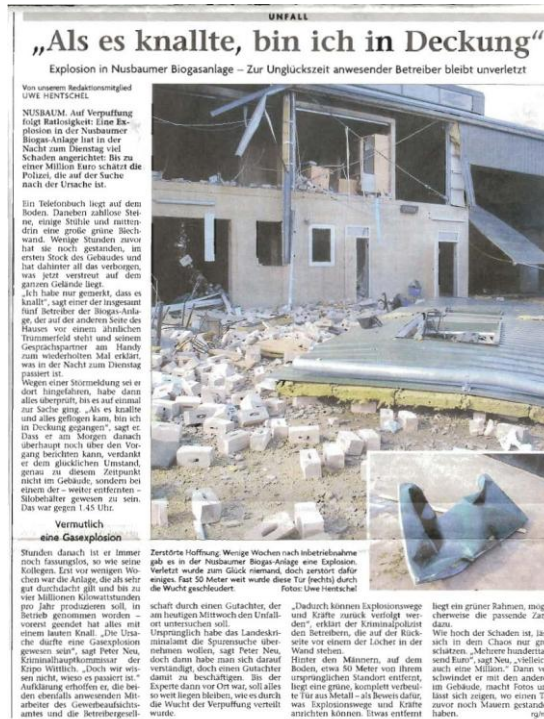 UNFALL
„Als es knallte, bin ich in Deckung“
Explosion in Nusbaumer Biogasanlage – Zur Unglückszeit anwesender Betreiber bleibt unverletzt
Von unserem Redaktionsmitglied
UWE HENTSCHEL
NUSBAUM. Auf Verpuffung
folgt Ratlosigkeit: Eine Ex-
plosion in der Nusbaumer
Biogas-Anlage hat in der
Nacht zum Dienstag viel
Schaden angerichtet: Bis zu
einer Million Euro schätzt die
Polizei, die auf der Suche
nach der Ursache ist.
Ein Telefonbuch liegt auf dem
Boden. Daneben zahllose Stei-
ne, einige Stühle und mitten-
drin eine große grüne Blech-
wand. Wenige Stunden zuvor
hat sie noch gestanden, im
ersten Stock des Gebäudes und
hat dahinter all das verborgen,
was jetzt verstreut auf dem
ganzen Gelände liegt.
„Ich habe nur gemerkt, dass es
knallt“, sagt einer der insgesamt
fünf Betreiber der Biogas-Anla-
ge, der auf der anderen Seite des
Hauses vor einem ähnlichen
Trümmerfeld steht und seinem
Gesprächspartner am Handy
zum wiederholten Mal erklärt,
was in der Nacht zum Dienstag
passiert ist.
Wegen einer Störmeldung sei er
dort hingefahren, habe dann
alles überprüft, bis es auf einmal
zur Sache ging. „Als es knallte
und alles geflogen kam, bin ich
in Deckung gegangen“, sagt er.
Dass er am Morgen danach
überhaupt noch über den Vor-
gang berichten kann, verdankt
er dem glücklichen Umstand,
genau zu diesem Zeitpunkt
nicht im Gebäude, sondern bei
einem der – weiter entfernten –
Silobehälter gewesen zu sein.
Das war gegen 1.45 Uhr.
Vermutlich
eine Gasexplosion
Stunden danach ist er immer
noch fassungslos, so wie seine
Kollegen. Erst vor wenigen Wo-
chen war die Anlage, die als sehr
gut durchdacht gilt und bis zu
vier Millionen Kilowattstunden
pro Jahr produzieren soll, in
Betrieb genommen worden –
vorerst geendet hat alles mit
einem lauten Knall. „Die Ursa-
che dürfte eine Gasexplosion
gewesen sein“, sagt Peter Neu,
Kriminalhauptkommissar der
Kripo Wittlich. „Doch wir wis-
sen nicht, wieso es passiert ist.“
Aufklärung erhoffen er, die bei-
den ebenfalls anwesenden Mit-
arbeiter des Gewerbeaufsichts-
amtes und die Betreibergesell-
Zerstörte Hoffnung. Wenige Wochen nach Inbetriebnahme
gab es in der Nusbaumer Biogas-Anlage eine Explosion.
Verletzt wurde zum Glück niemand, doch zerstört dafür
einiges. Fast 50 Meter weit wurde diese Tür (rechts) durch
die Wucht geschleudert. Fotos: Uwe Hentschel
schaft durch einen Gutachter, der
am heutigen Mittwoch den Unfall-
ort untersuchen soll.
Ursprünglich habe das Landeskri-
minalamt die Spurensuche über-
nehmen wollen, sagt Peter Neu,
doch dann habe man sich darauf
verständigt, doch einen Gutachter
damit zu beschäftigen. Bis der
Experte dann vor Ort war, soll alles
so weit liegen bleiben, wie es durch
die Wucht der Verpuffung verteilt
wurde.
„Dadurch können Explosionswege
und Kräfte zurück verfolgt wer-
den“, erklärt der Kriminalpolizist
den Betreibern, die auf der Rück-
seite vor einem der Löcher in der
Wand stehen.
Hinter den Männern, auf dem
Boden, etwa 50 Meter von ihrem
ursprünglichen Standort entfernt,
liegt eine grüne, komplett verbeul-
te Tür aus Metall - als Beweis dafür,
was Explosionswege und Kräfte
anrichten können. Etwas entfernt
liegt ein grüner Rahmen, mög
cherweise die passende Zar
dazu.
Wie hoch der Schaden ist, läs
sich in dem Chaos nur gr
schätzen. „Mehrere hunderttau
send Euro“, sagt Neu, „vielleic
auch eine Million.“ Dann ve
schwindet er mit den andere
im Gebäude, macht Fotos un
lässt sich zeigen, wo einen T
zuvor noch Mauern gestand
haben.